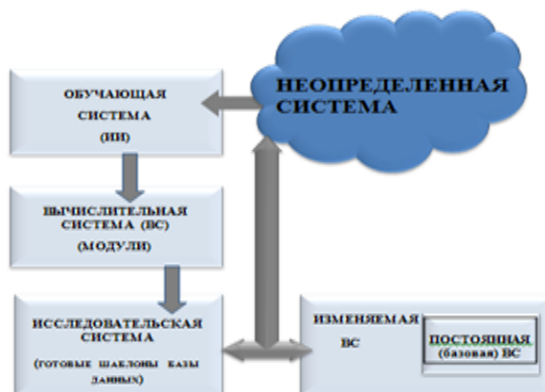 НЕОПРЕДЕЛЕННАЯ
СИСТЕМА
ОБУЧАЮЩАЯ
СИСТЕМА
(ИИ)
ВЫЧИСЛИТЕЛЬНАЯ
СИСТЕМА (ВС)
(МОДУЛИ)
ИССЛЕДОВАТЕЛЬСКАЯ
СИСТЕМА
(ГОТОВЫЕ ШАБЛОНЫ БАЗЫ
ДАННЫХ)
ИЗМЕНЯЕМАЯ
ВС
ПОСТОЯННАЯ
(базовая) ВС